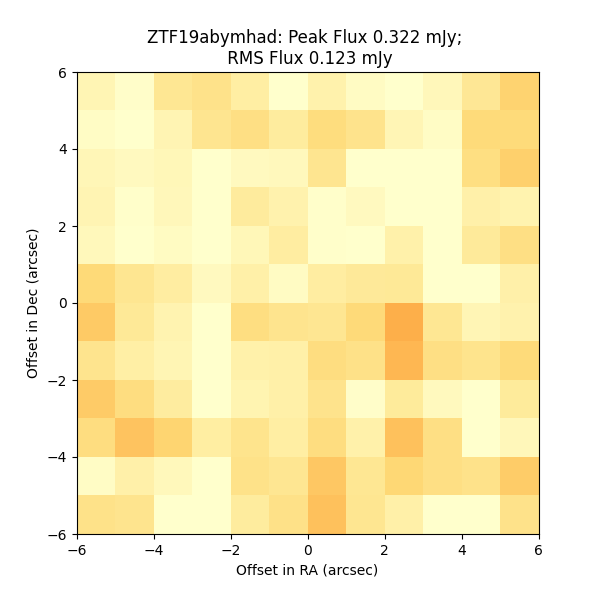 ZTF19abymhad: Peak Flux 0.322 mJy;
RMS Flux 0.123 mJy
6
4
2
0
−2
−4
−6
Offset in Dec (arcsec)
−6 −4 −2 0 2 4 6
Offset in RA (arcsec)